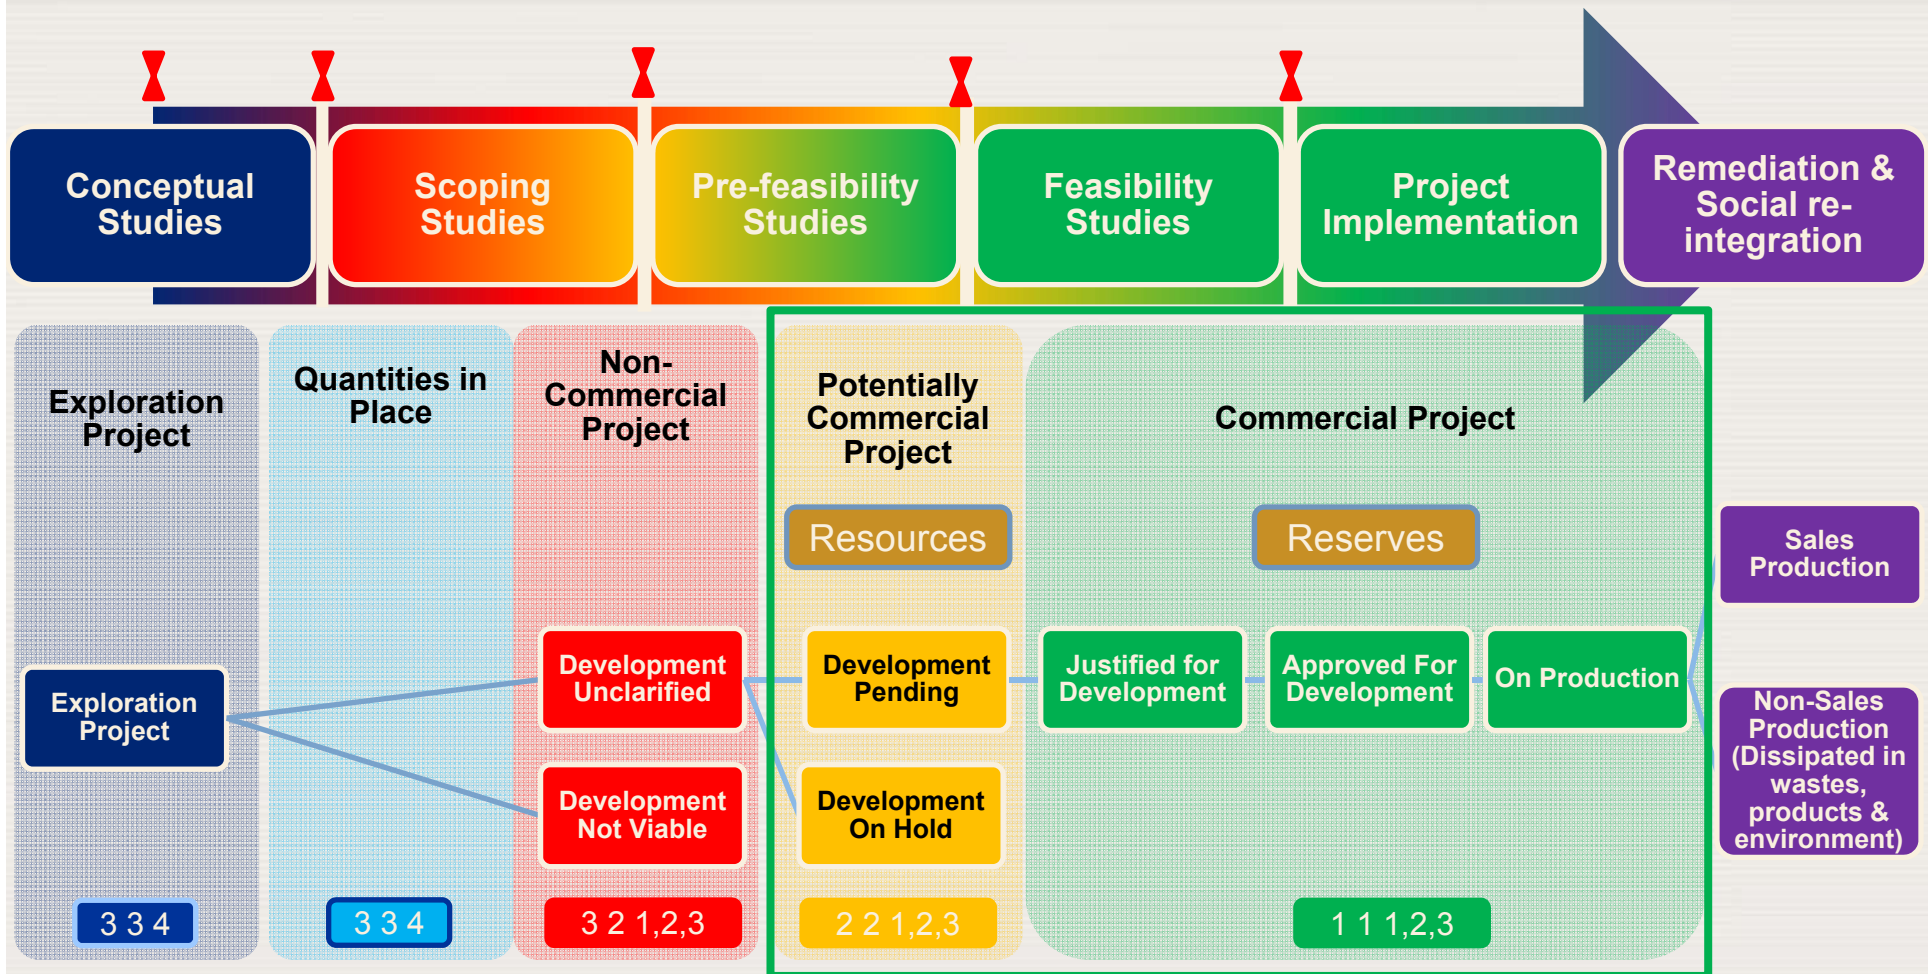 Conceptual
Studies
Scoping
Studies
Pre-feasibility
Studies
Feasibility
Studies
Project
Implementation
Remediation &
Social re-
integration
Exploration
Project
Quantities in
Place
Non-
Commercial
Project
Potentially
Commercial
Project
Commercial Project
Resources
Reserves
Sales
Production
Exploration
Project
Development
Unclarified
Development
Pending
Justified for
Development
Approved For
Development
On Production
Development
Not Viable
Development
On Hold
Non-Sales
Production
(Dissipated in
wastes,
products &
environment)
3 3 4
3 3 4
3 2 1,2,3
2 2 1,2,3
1 1 1,2,3